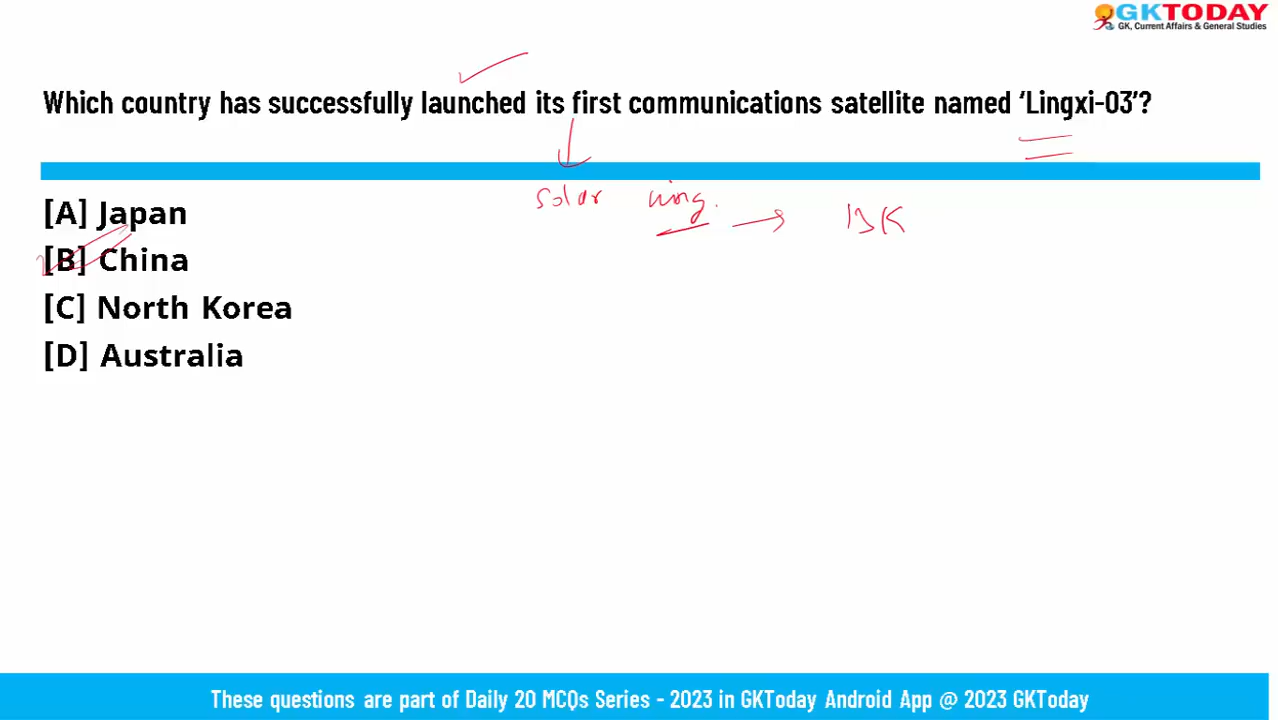 GKTODAY
GK, Current Affairs & General Studies
Which country has successfully launched its first communications satellite named ‘Lingxi-03’?
solar wing.
[A] Japan
[B] China
[C] North Korea
[D] Australia
These questions are part of Daily 20 MCQs Series - 2023 in GKToday Android App @ 2023 GKToday